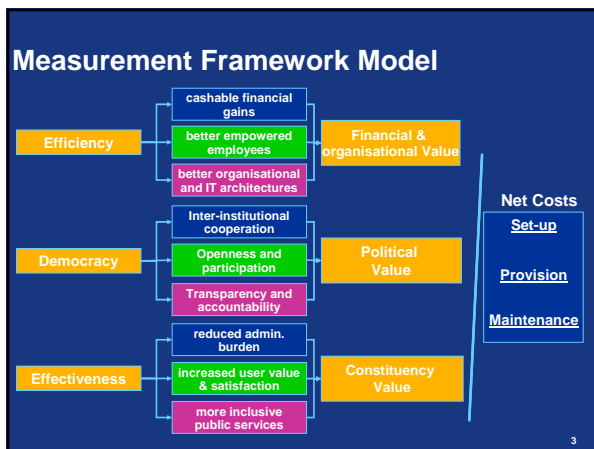 Measurement Framework Model
Efficiency
cashable financial
gains
better empowered
employees
better organisational
and IT architectures
Financial &
organisational Value
Democracy
Inter-institutional
cooperation
Openness and
participation
Transparency and
accountability
Political
Value
Effectiveness
reduced admin.
burden
increased user value
& satisfaction
more inclusive
public services
Constituency
Value
Net Costs
Set-up
Provision
Maintenance
3